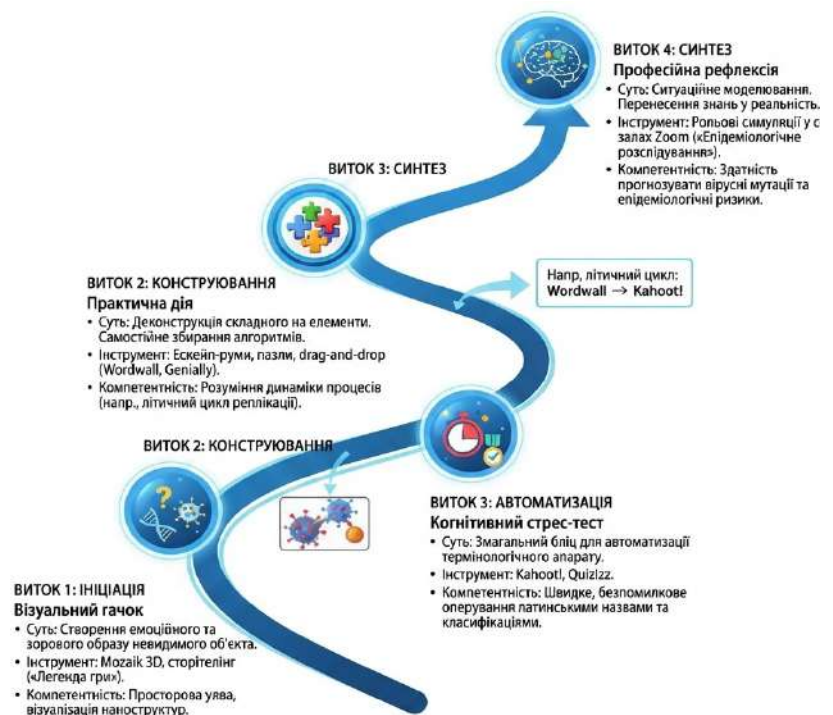 ВИТОК 4: СИНТЕЗ
Професійна рефлексія
• Суть: Ситуаційне моделювання.
Перенесення знань у реальність.
• Інструмент: Рольові симуляції у с
залах Zoom («Епідеміологічне
розслідування»).
• Компетентність: Здатність
прогнозувати вірусні мутації та
епідеміологічні ризики.
ВИТОК 3: СИНТЕЗ
Напр, літичний цикл:
Wordwall → Kahoot!
ВИТОК 2: КОНСТРУЮВАННЯ
Практична дія
• Суть: Деконструкція складного на елементи.
Самостійне збирання алгоритмів.
• Інструмент: Ескейп-руми, пазли, drag-and-drop
(Wordwall, Genially).
• Компетентність: Розуміння динаміки процесів
(напр., літичний цикл реплікації).
ВИТОК 2: КОНСТРУЮВАННЯ
ВИТОК 3: АВТОМАТИЗАЦІЯ
Когнітивний стрес-тест
• Суть: Змагальний бліц для автоматизації
термінологічного апарату.
• Інструмент: Kahoot!, Quizizz.
• Компетентність: Швидке, безпомилкове
оперування латинськими назвами та
класифікаціями.
?
ВИТОК 1: ІНІЦІАЦІЯ
Візуальний гачок
• Суть: Створення емоційного та
зорового образу невидимого об'єкта.
• Інструмент: Mozaik 3D, сторітелінг
(«Легенда гри»).
• Компетентність: Просторова уява,
візуалізація наноструктур.